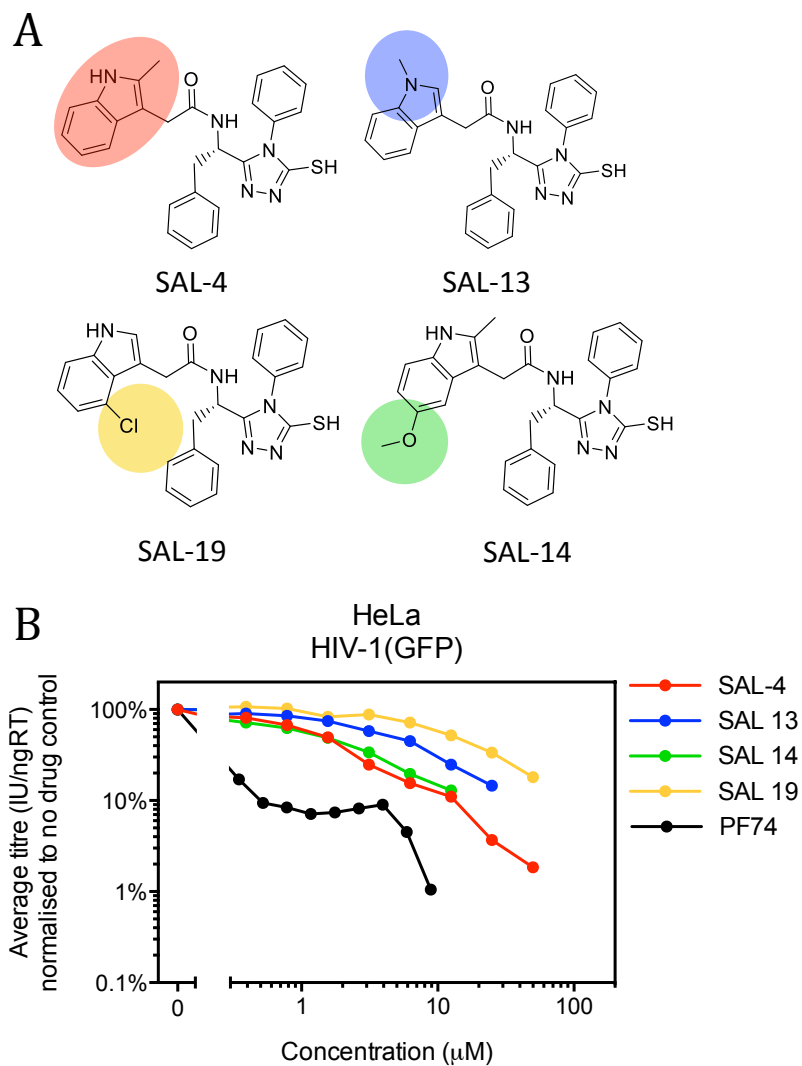 A
HN
O
NH
N
N
N
SH
SAL-4
N
O
NH
N
N
N
SH
SAL-13
HN
O
NH
N
N
N
SH
Cl
SAL-19
HN
O
NH
N
N
N
SH
O
SAL-14
B
HeLa
HIV-1(GFP)
Average titre (IU/ngRT)
normalised to no drug control
100%
10%
1%
0.1%
0
1
10
100
Concentration (μM)
SAL-4
SAL 13
SAL 14
SAL 19
PF74